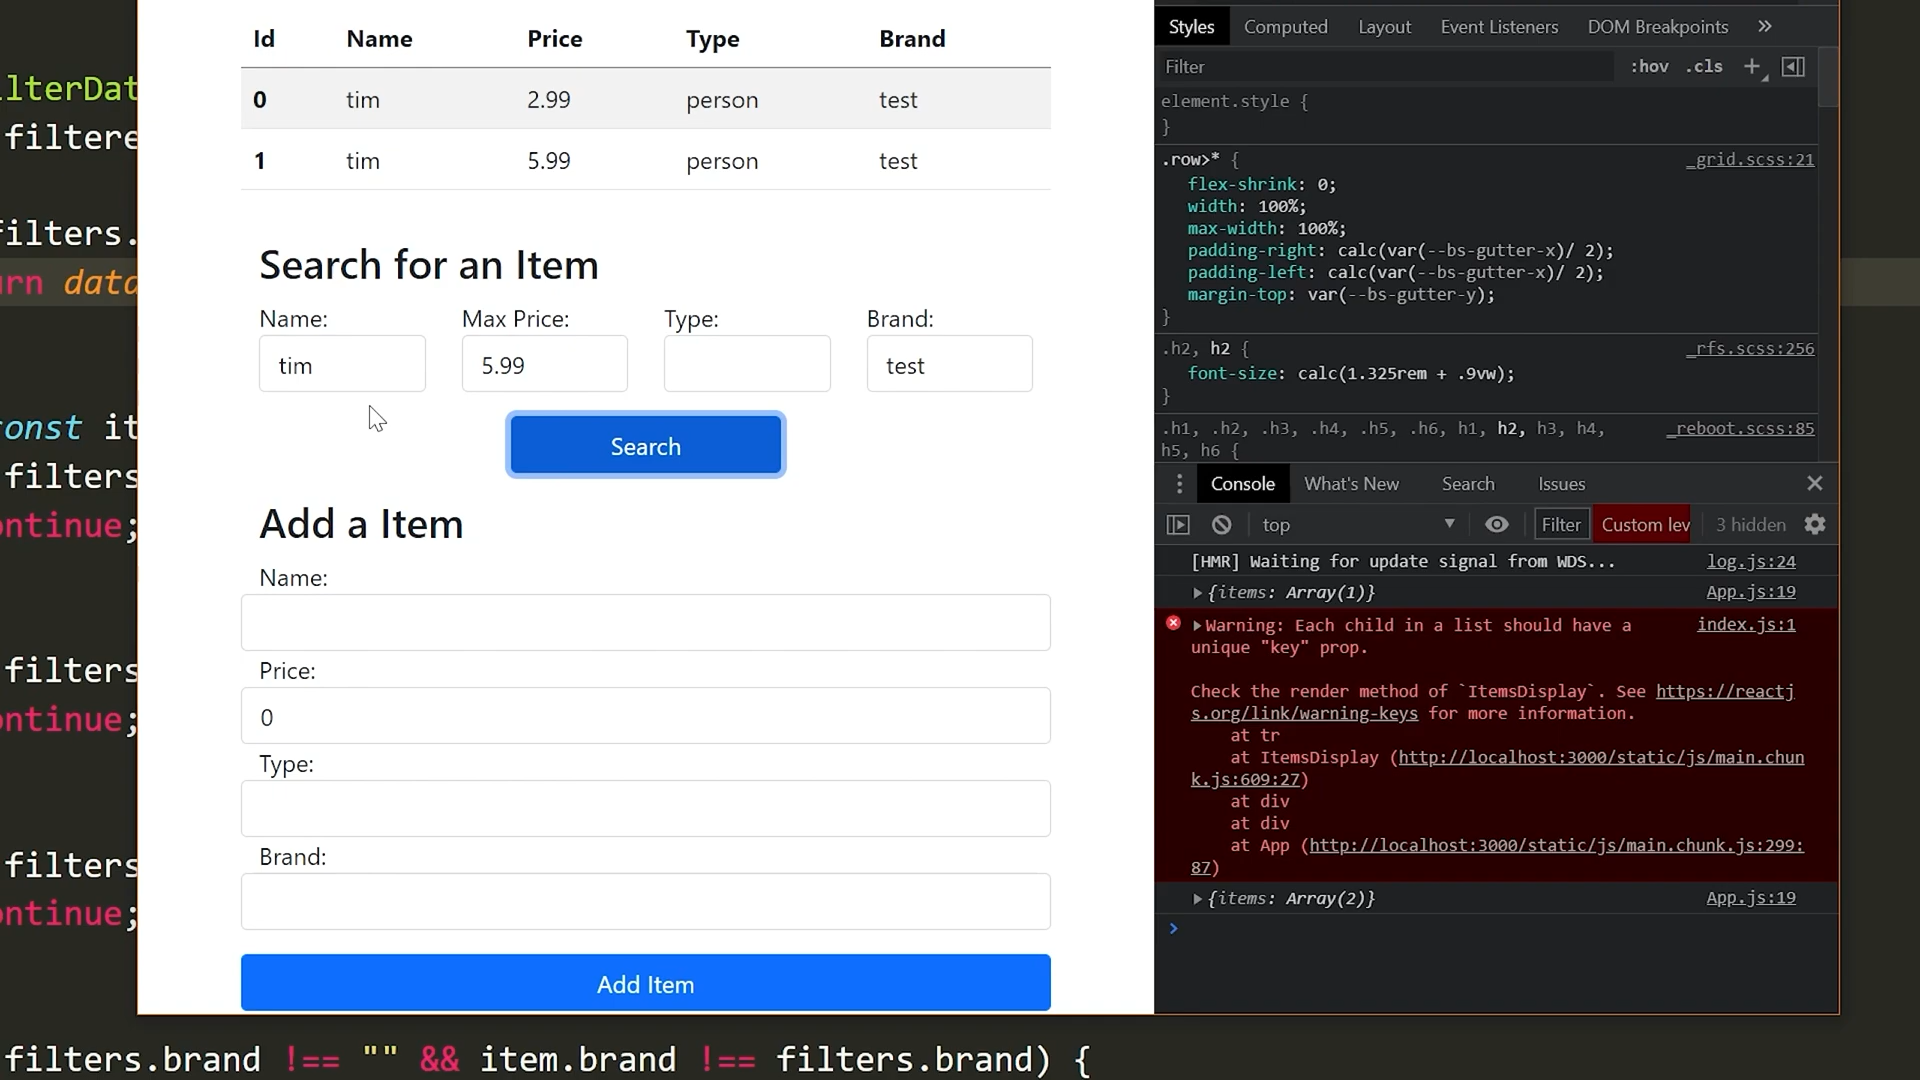 Id Name Price Type Brand
0 tim 2.99 person test
1 tim 5.99 person test
Search for an Item
Name: Max Price: Type: Brand:
tim 5.99 test
Search
Add a Item
Name:
Price:
0
Type:
Brand:
Add Item
Styles Computed Layout Event Listeners DOM Breakpoints »
Filter :hov .cls +
element.style {
}
.row>* { _grid.scss:21
flex-shrink: 0;
width: 100%;
max-width: 100%;
padding-right: calc(var(--bs-gutter-x)/ 2);
padding-left: calc(var(--bs-gutter-x)/ 2);
margin-top: var(--bs-gutter-y);
}
.h2, h2 { _rfs.scss:256
font-size: calc(1.325rem + .9vw);
}
.h1, .h2, .h3, .h4, .h5, .h6, h1, h2, h3, h4, _reboot.scss:85
h5, h6 {
Console What's New Search Issues
top Filter Custom lev 3 hidden
[HMR] Waiting for update signal from WDS... log.js:24
{items: Array(1)} App.js:19
Warning: Each child in a list should have a index.js:1
unique "key" prop.
Check the render method of `ItemsDisplay`. See https://reactj
s.org/link/warning-keys for more information.
at tr
at ItemsDisplay (http://localhost:3000/static/js/main.chun
k.js:609:27)
at div
at div
at App (http://localhost:3000/static/js/main.chunk.js:299:
87)
{items: Array(2)} App.js:19
>
lterDat
filtere
filters.
urn data
const it
filters
ontinue;
filters
ontinue;
filters
ontinue;
filters.brand !== "" && item.brand !== filters.brand) {